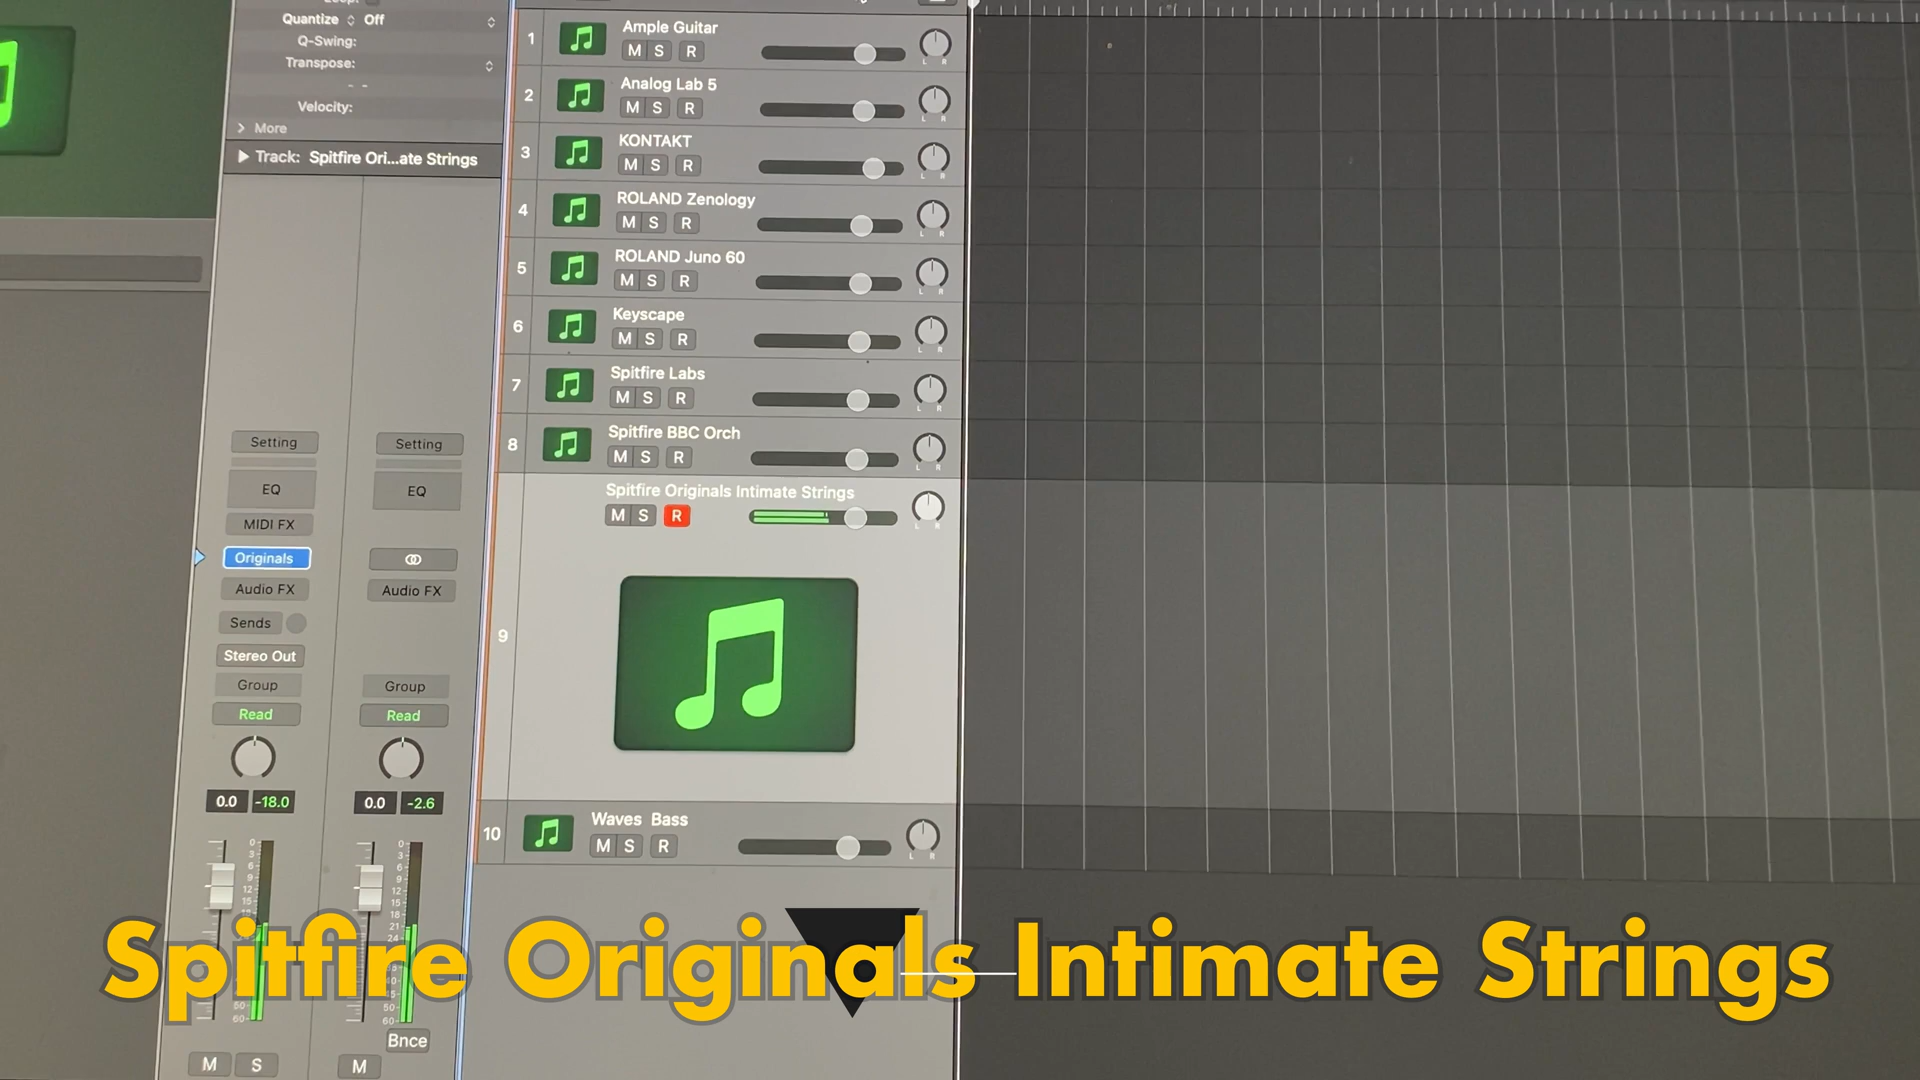 Quantize Off
Q-Swing:
Transpose:
- -
Velocity:
> More
Track: Spitfire Ori...ate Strings
Setting
EQ
MIDI FX
Originals
Audio FX
Sends
Stereo Out
Group
Read
0.0 -18.0
M S
Setting
EQ
Audio FX
Group
Read
0.0 -2.6
Bnce
M
1 Ample Guitar
M S R
L R
2 Analog Lab 5
M S R
L R
3 KONTAKT
M S R
L R
4 ROLAND Zenology
M S R
L R
5 ROLAND Juno 60
M S R
L R
6 Keyscape
M S R
L R
7 Spitfire Labs
M S R
L R
8 Spitfire BBC Orch
M S R
L R
9 Spitfire Originals Intimate Strings
M S R
L R
10 Waves Bass
M S R
L R
Spitfire Originals Intimate Strings